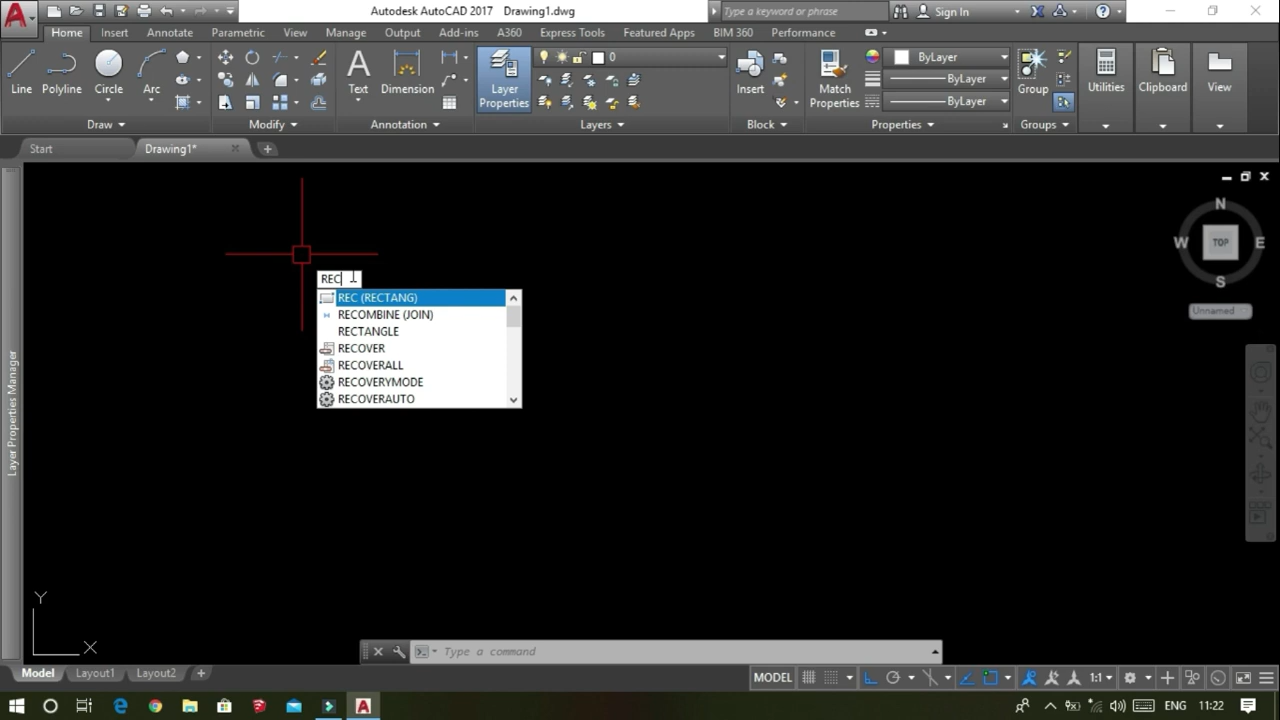 Autodesk AutoCAD 2017 Drawing1.dwg
Type a keyword or phrase
Sign In
Home Insert Annotate Parametric View Manage Output Add-ins A360 Express Tools Featured Apps BIM 360 Performance
Line Polyline Circle Arc
Text Dimension
Layer Properties
0
Insert
Match Properties
ByLayer
ByLayer
ByLayer
Group
Utilities
Clipboard
View
Draw Modify Annotation Layers Block Properties Groups
Start Drawing1*
Layer Properties Manager
N
W TOP E
S
Unnamed
REC
REC (RECTANG)
RECOMBINE (JOIN)
RECTANGLE
RECOVER
RECOVERALL
RECOVERYMODE
RECOVERAUTO
Y
X
Type a command
Model Layout1 Layout2
MODEL 1:1
ENG 11:22